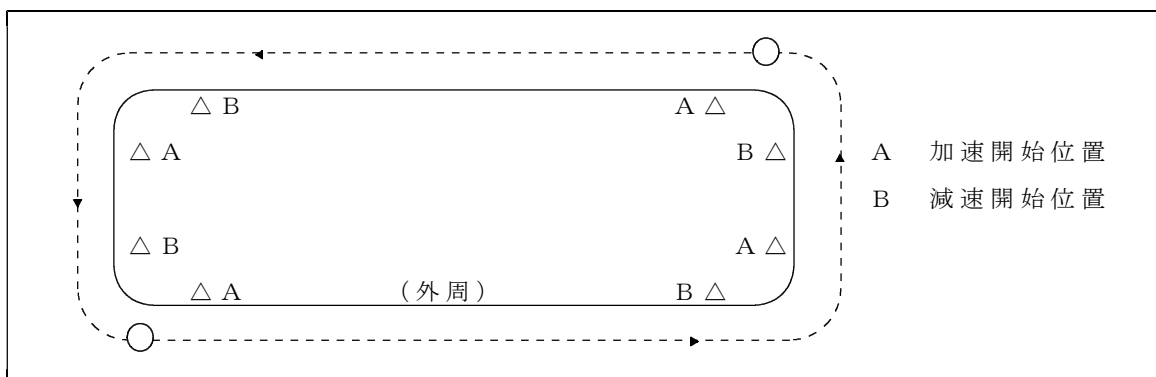 △ B A △
△ A B △ A 加速開始位置
B 減速開始位置
△ B A △
△ A (外周) B △